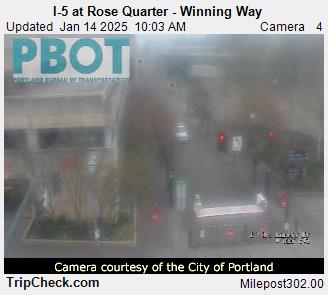 I-5 at Rose Quarter - Winning Way
Updated Jan 14 2025 10:03 AM Camera 4
PBOT
PORTLAND BUREAU OF TRANSPORTATION
Camera courtesy of the City of Portland
TripCheck.com Milepost302.00